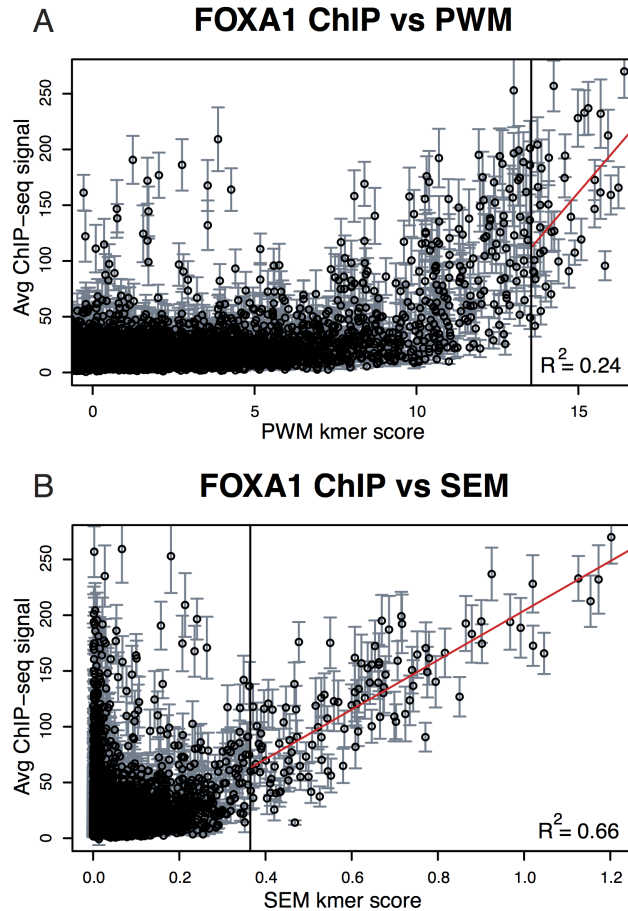 A
FOXA1 ChIP vs PWM
Avg ChIP−seq signal
250
200
150
100
50
0
0
5
10
15
PWM kmer score
R2= 0.24
B
FOXA1 ChIP vs SEM
Avg ChIP−seq signal
250
200
150
100
50
0
0.0
0.2
0.4
0.6
0.8
1.0
1.2
SEM kmer score
R2= 0.66